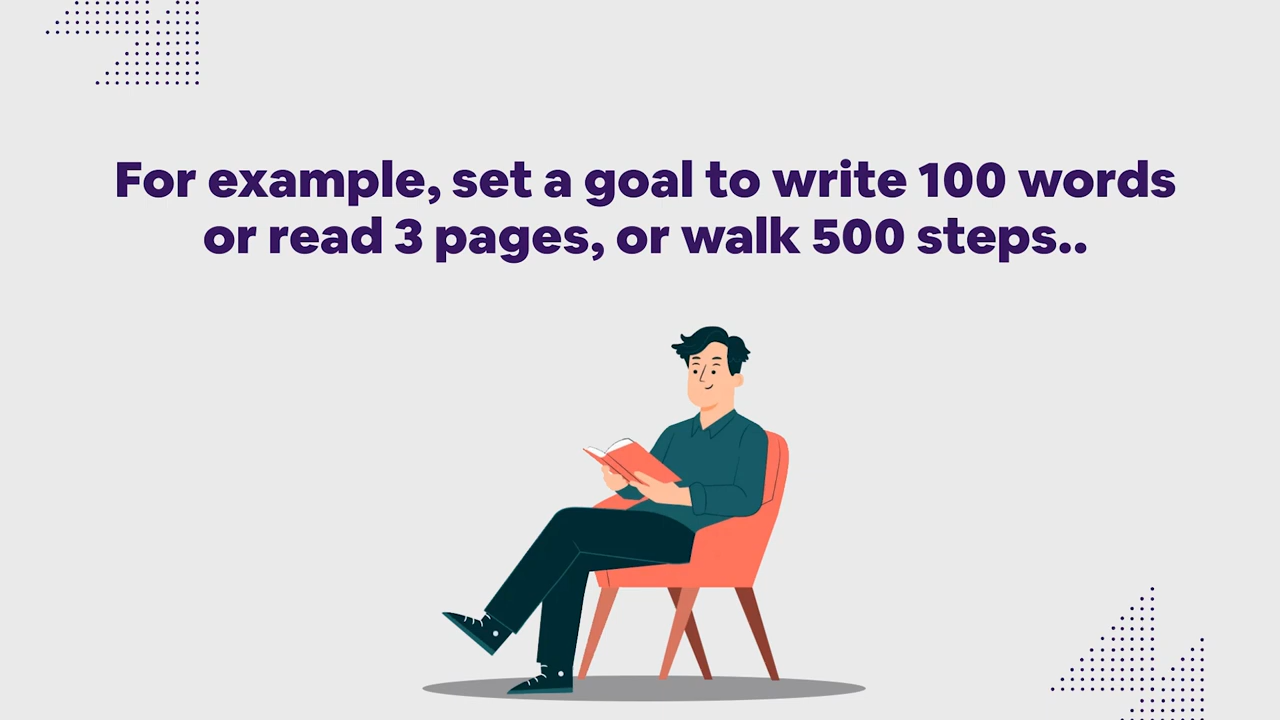 For example, set a goal to write 100 words
or read 3 pages, or walk 500 steps..